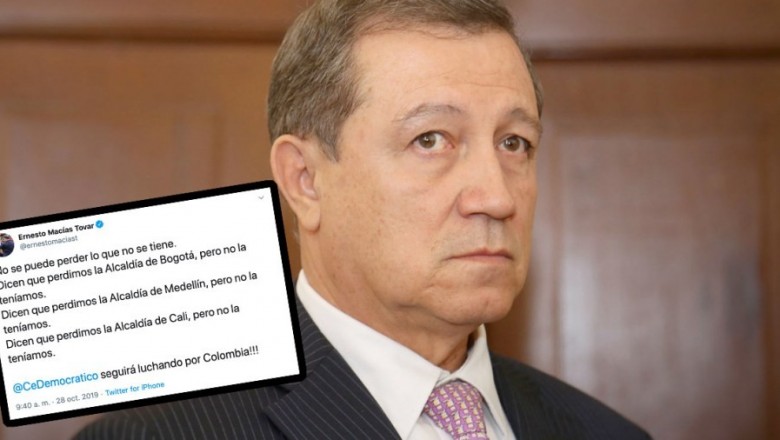 Ernesto Macías Tovar
@ernestomaciast
No se puede perder lo que no se tiene.
Dicen que perdimos la Alcaldía de Bogotá, pero no la
teníamos.
Dicen que perdimos la Alcaldía de Medellín, pero no la
teníamos.
Dicen que perdimos la Alcaldía de Cali, pero no la
teníamos.
@CeDemocratico seguirá luchando por Colombia!!!
9:40 a. m. · 28 oct. 2019 · Twitter for iPhone